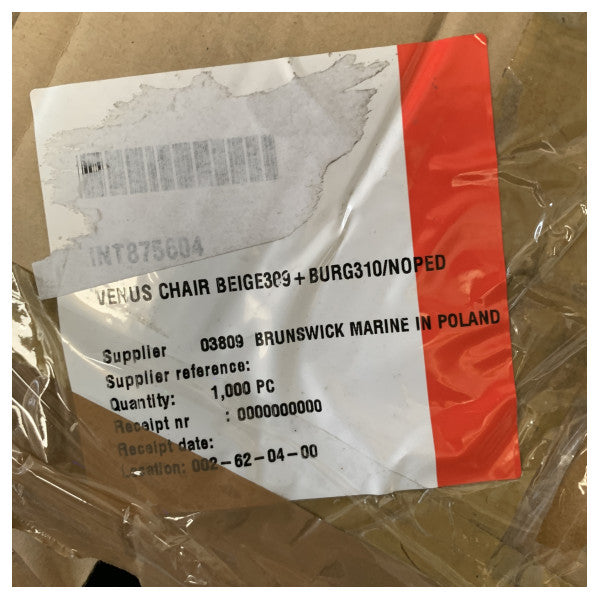 INT875604
VENUS CHAIR BEIGE309+BURG310/NOPED
Supplier 03809 BRUNSWICK MARINE IN POLAND
Supplier reference:
Quantity: 1,000 PC
Receipt nr : 0000000000
Receipt date:
Location: 002-62-04-00